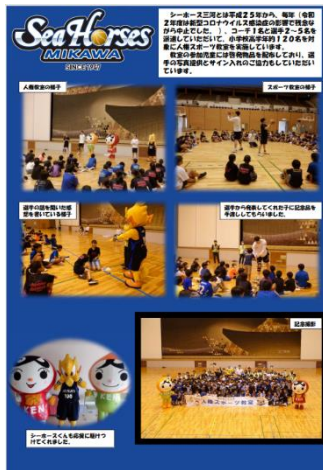 SeaHorses
MIKAWA
SINCE 1947
シーホース三河とは平成２５年から、毎年（令和
２年度は新型コロナウイルス感染症の影響で残念な
がら中止でした。）、コーチ１名と選手２～５名を
派遣していただいて、小学校高学年約１２０名を対
象に人権スポーツ教室を実施しています。
教室の参加児童には啓発物品を配布しており、選
手の写真提供とサイン入れのご協力もしていただい
ています。
人権教室の様子
スポーツ教室の様子
選手の話を聞いた感
想を書いている様子
選手から発表してくれた子に記念品を
手渡ししてもらいました。
シーホースくんも応援に駆けつ
けてくれました。
記念撮影
人権スポーツ教室